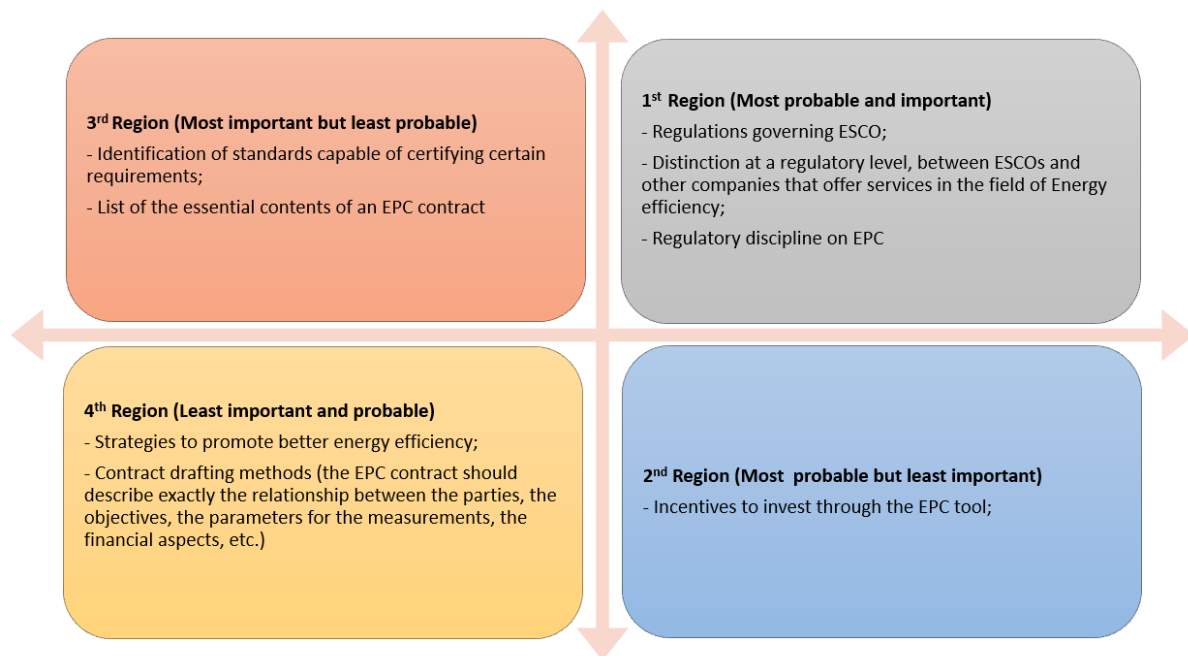 3rd Region (Most important but least probable)
- Identification of standards capable of certifying certain
requirements;
- List of the essential contents of an EPC contract
1st Region (Most probable and important)
- Regulations governing ESCO;
- Distinction at a regulatory level, between ESCOs and
other companies that offer services in the field of Energy
efficiency;
- Regulatory discipline on EPC
4th Region (Least important and probable)
- Strategies to promote better energy efficiency;
- Contract drafting methods (the EPC contract should
describe exactly the relationship between the parties, the
objectives, the parameters for the measurements, the
financial aspects, etc.)
2nd Region (Most  probable but least important)
- Incentives to invest through the EPC tool;